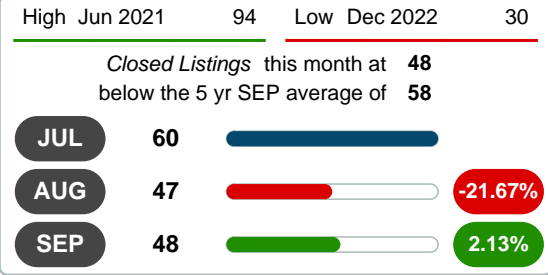 High Jun 2021 94 Low Dec 2022 30
Closed Listings this month at 48
below the 5 yr SEP average of 58
JUL 60
AUG 47 -21.67%
SEP 48 2.13%